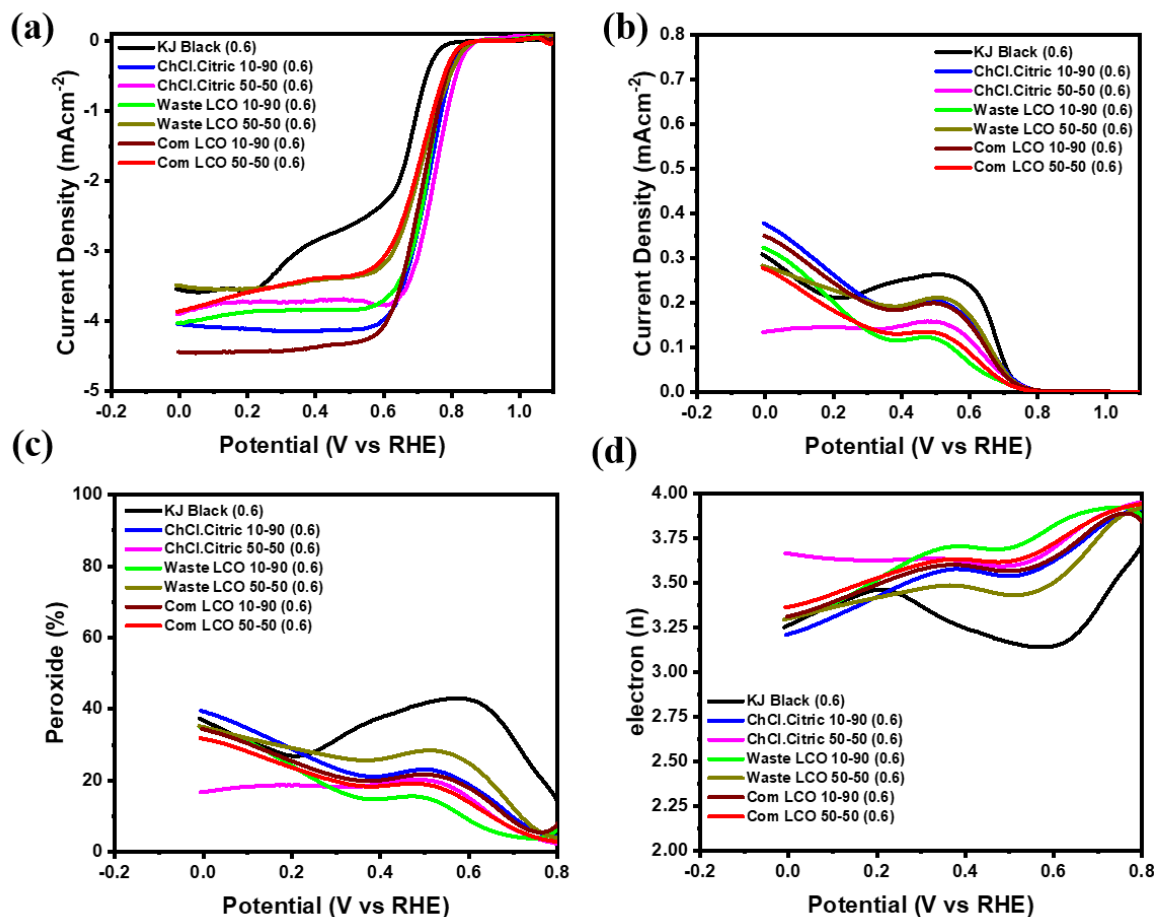 (a)
0
-1
-2
-3
-4
-5
Current Density (mAcm-2)
KJ Black (0.6)
ChCl.Citric 10-90 (0.6)
ChCl.Citric 50-50 (0.6)
Waste LCO 10-90 (0.6)
Waste LCO 50-50 (0.6)
Com LCO 10-90 (0.6)
Com LCO 50-50 (0.6)
-0.2 0.0 0.2 0.4 0.6 0.8 1.0
Potential (V vs RHE)
(b)
0.8
0.7
0.6
0.5
0.4
0.3
0.2
0.1
0.0
Current Density (mAcm-2)
KJ Black (0.6)
ChCl.Citric 10-90 (0.6)
ChCl.Citric 50-50 (0.6)
Waste LCO 10-90 (0.6)
Waste LCO 50-50 (0.6)
Com LCO 10-90 (0.6)
Com LCO 50-50 (0.6)
-0.2 0.0 0.2 0.4 0.6 0.8 1.0
Potential (V vs RHE)
(c)
100
80
60
40
20
0
Peroxide (%)
KJ Black (0.6)
ChCl.Citric 10-90 (0.6)
ChCl.Citric 50-50 (0.6)
Waste LCO 10-90 (0.6)
Waste LCO 50-50 (0.6)
Com LCO 10-90 (0.6)
Com LCO 50-50 (0.6)
-0.2 0.0 0.2 0.4 0.6 0.8
Potential (V vs RHE)
(d)
4.00
3.75
3.50
3.25
3.00
2.75
2.50
2.25
2.00
electron (n)
KJ Black (0.6)
ChCl.Citric 10-90 (0.6)
ChCl.Citric 50-50 (0.6)
Waste LCO 10-90 (0.6)
Waste LCO 50-50 (0.6)
Com LCO 10-90 (0.6)
Com LCO 50-50 (0.6)
-0.2 0.0 0.2 0.4 0.6 0.8
Potential (V vs RHE)